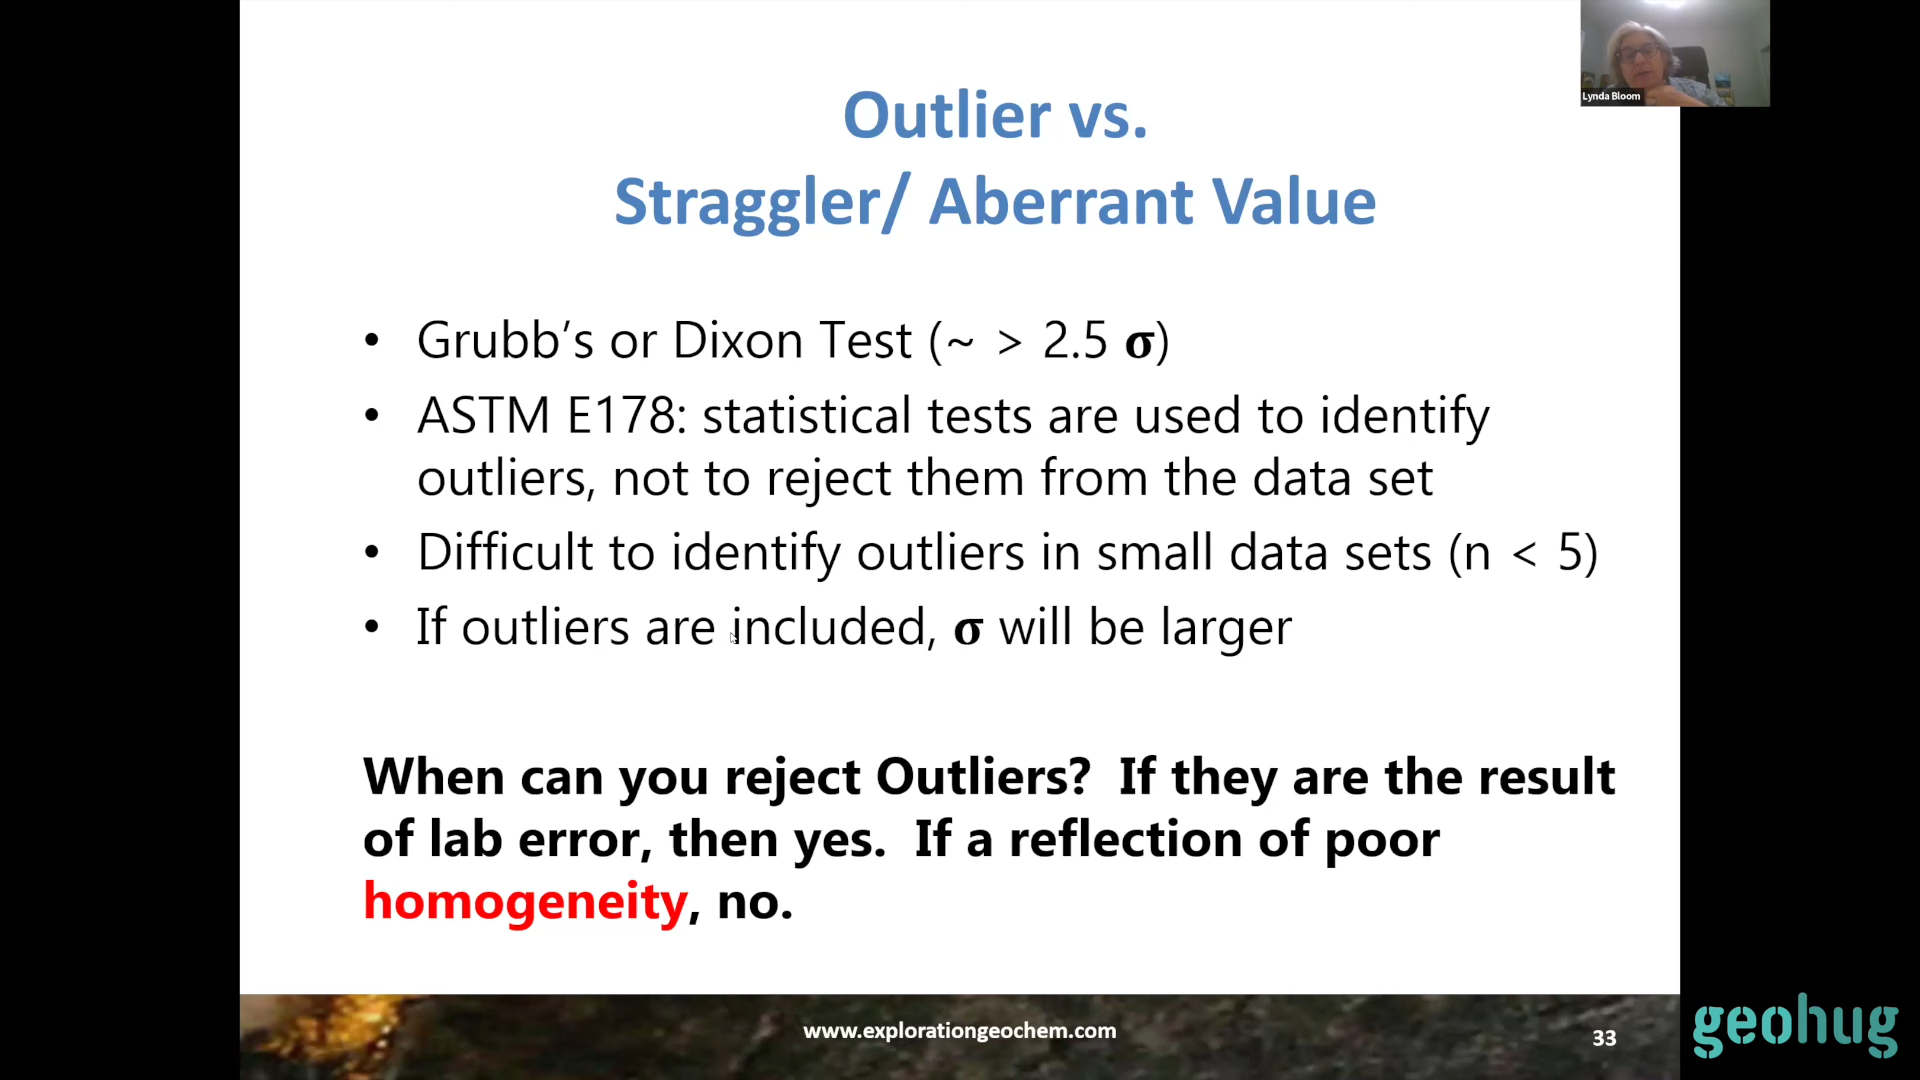 Lynda Bloom
Outlier vs.
Straggler/ Aberrant Value
• Grubb’s or Dixon Test (~ > 2.5 σ)
• ASTM E178: statistical tests are used to identify
outliers, not to reject them from the data set
• Difficult to identify outliers in small data sets (n < 5)
• If outliers are included, σ will be larger
When can you reject Outliers?  If they are the result
of lab error, then yes.  If a reflection of poor
homogeneity, no.
www.explorationgeochem.com
33
geohug